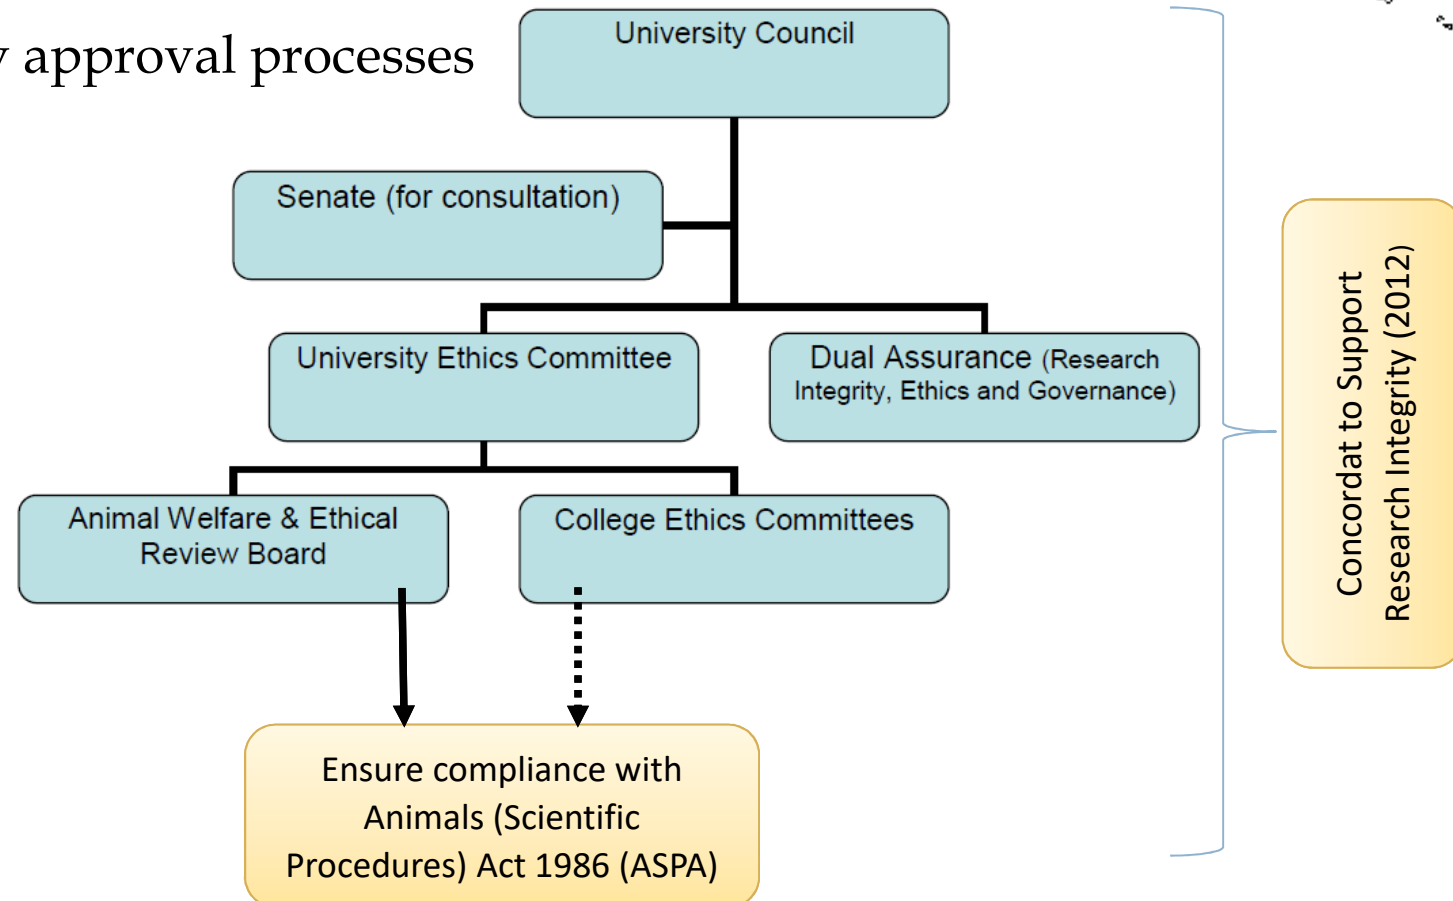 approval processes
University Council
Senate (for consultation)
University Ethics Committee
Dual Assurance (Research
Integrity, Ethics and Governance)
Animal Welfare & Ethical
Review Board
College Ethics Committees
Ensure compliance with
Animals (Scientific
Procedures) Act 1986 (ASPA)
Concordat to Support
Research Integrity (2012)